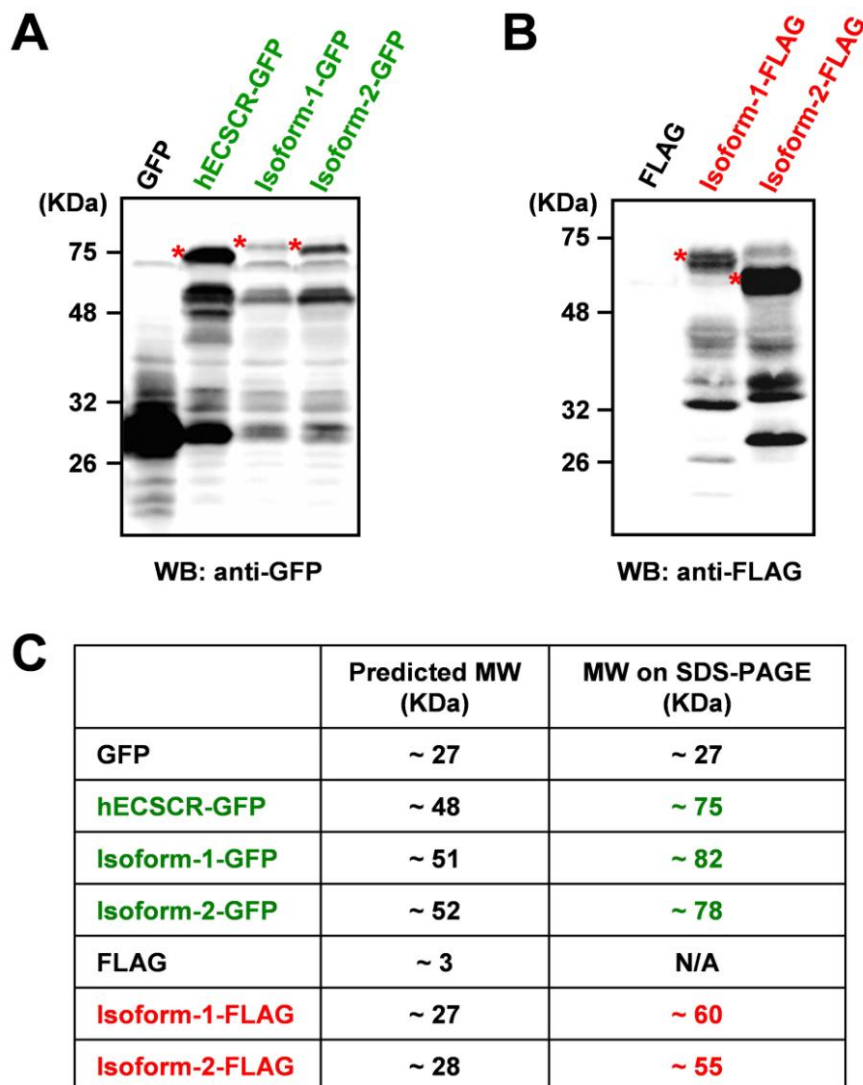 A
GFP
hECSCR-GFP
Isoform-1-GFP
Isoform-2-GFP
(KDa)
75
48
32
26
*
*
*
WB: anti-GFP
B
FLAG
Isoform-1-FLAG
Isoform-2-FLAG
(KDa)
75
48
32
26
*
*
WB: anti-FLAG
C
Predicted MW (KDa)
MW on SDS-PAGE (KDa)
GFP ~ 27 ~ 27
hECSCR-GFP ~ 48 ~ 75
Isoform-1-GFP ~ 51 ~ 82
Isoform-2-GFP ~ 52 ~ 78
FLAG ~ 3 N/A
Isoform-1-FLAG ~ 27 ~ 60
Isoform-2-FLAG ~ 28 ~ 55